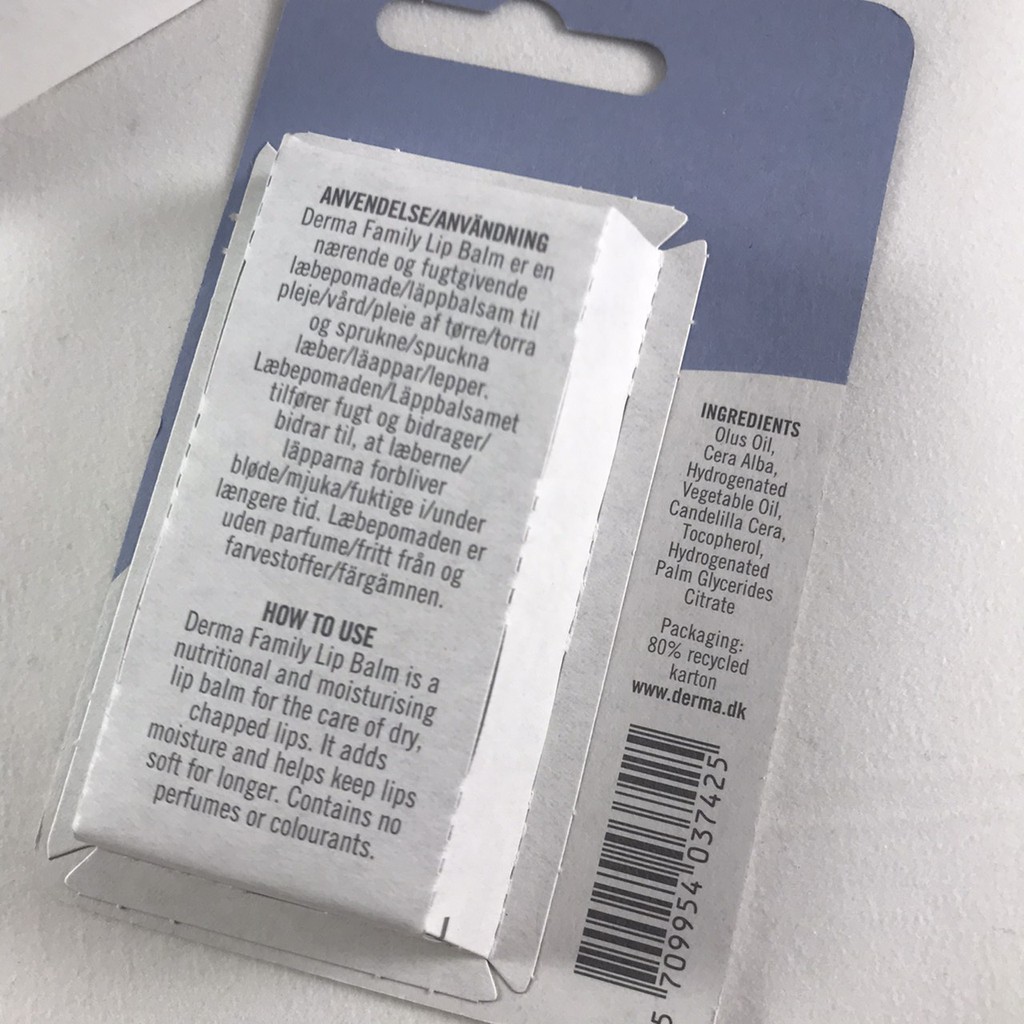 ANVENDELSE/ANVÄNDNING
Derma Family Lip Balm er en
nærende og fugtgivende
læbepomade/läppbalsam til
pleje/vård/pleie af tørre/torra
og sprukne/spuckna
læber/läappar/lepper.
Læbepomaden/Läppbalsamet
tilfører fugt og bidrager/
bidrar til, at læberne/
läpparna forbliver
bløde/mjuka/fuktige i/under
længere tid. Læbepomaden er
uden parfume/fritt från og
farvestoffer/färgämnen.
HOW TO USE
Derma Family Lip Balm is a
nutritional and moisturising
lip balm for the care of dry,
chapped lips. It adds
moisture and helps keep lips
soft for longer. Contains no
perfumes or colourants.
INGREDIENTS
Olus Oil,
Cera Alba,
Hydrogenated
Vegetable Oil,
Candelilla Cera,
Tocopherol,
Hydrogenated
Palm Glycerides
Citrate
Packaging:
80% recycled
karton
www.derma.dk
5 709954 037425